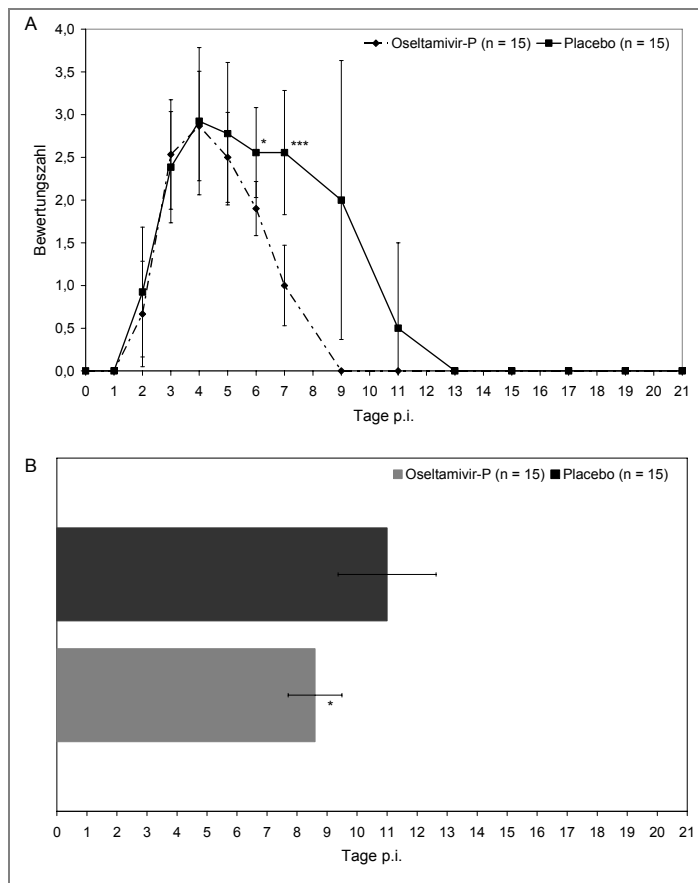 A
Oseltamivir-P (n = 15) Placebo (n = 15)
4,0
3,5
3,0
2,5
2,0
1,5
1,0
0,5
0,0
Bewertungszahl
* ***
0 1 2 3 4 5 6 7 8 9 10 11 12 13 14 15 16 17 18 19 20 21
Tage p.i.
B
Oseltamivir-P (n = 15) Placebo (n = 15)
*
0 1 2 3 4 5 6 7 8 9 10 11 12 13 14 15 16 17 18 19 20 21
Tage p.i.